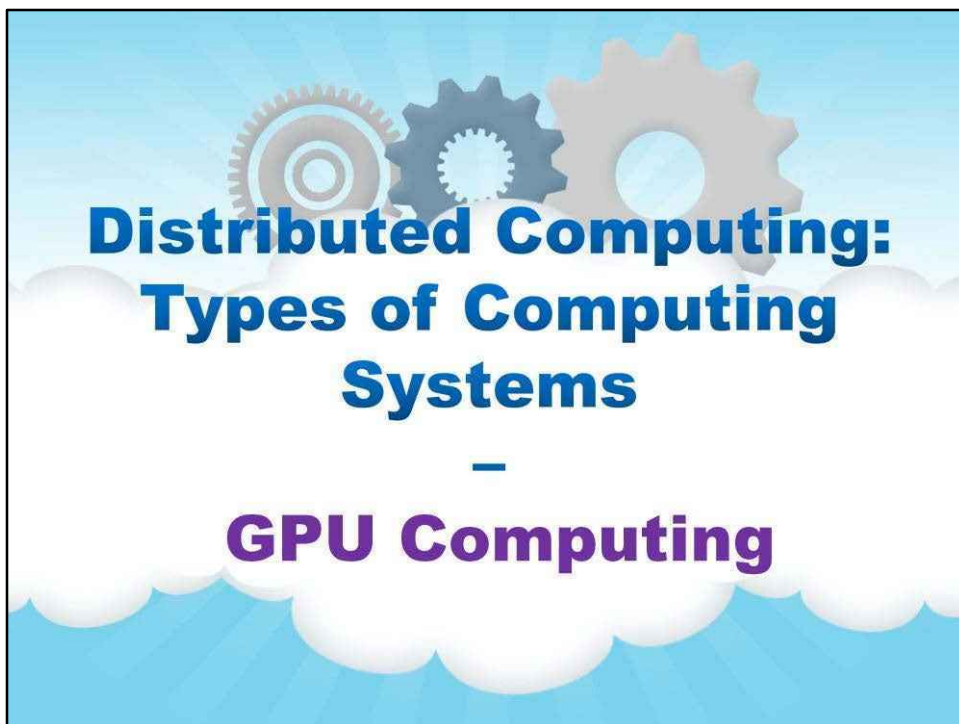 Distributed Computing:
Types of Computing
Systems
–
GPU Computing